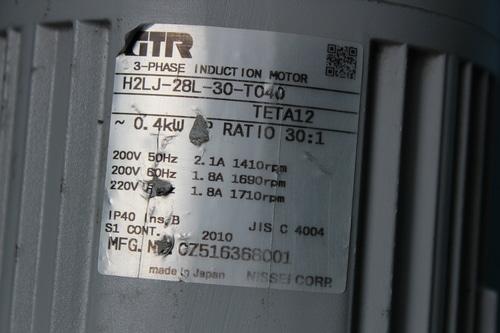 GTR
3-PHASE INDUCTION MOTOR
H2LJ-28L-30-T040
TETA12
~ 0.4kW P RATIO 30:1
200V 50Hz 2.1A 1410rpm
200V 60Hz 1.8A 1690rpm
220V 1.8A 1710rpm
IP40 Ins.B JIS C 4004
S1 CONT. 2010
MFG. CZ516368001
made in Japan NISSEI CORP.